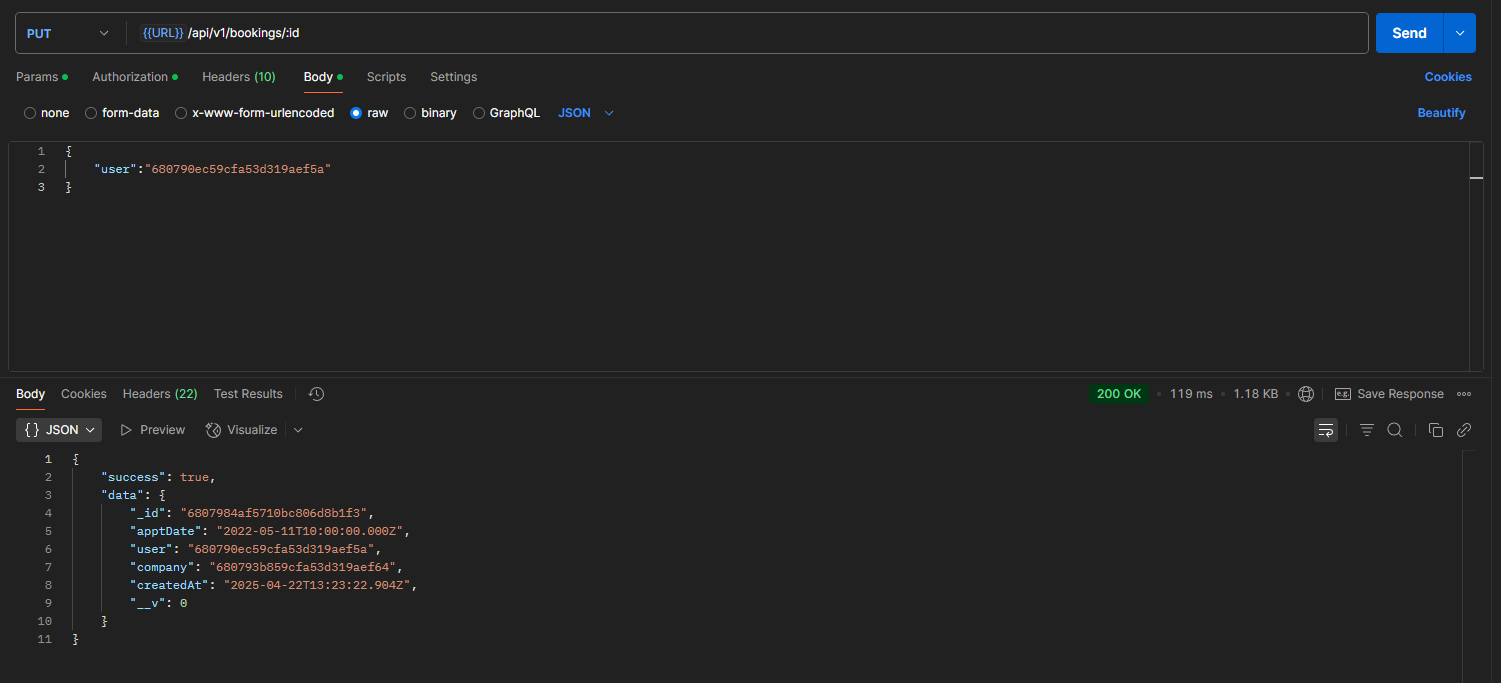 PUT {{URL}} /api/v1/bookings/:id Send
Params Authorization Headers (10) Body Scripts Settings Cookies
none form-data x-www-form-urlencoded raw binary GraphQL JSON Beautify
1 {
2 "user":"680790ec59cfa53d319aef5a"
3 }
Body Cookies Headers (22) Test Results 200 OK 119 ms 1.18 KB e.g. Save Response
{} JSON Preview Visualize
1 {
2 "success": true,
3 "data": {
4 "_id": "6807984af5710bc806d8b1f3",
5 "apptDate": "2022-05-11T10:00:00.000Z",
6 "user": "680790ec59cfa53d319aef5a",
7 "company": "680793b859cfa53d319aef64",
8 "createdAt": "2025-04-22T13:23:22.904Z",
9 "__v": 0
10 }
11 }